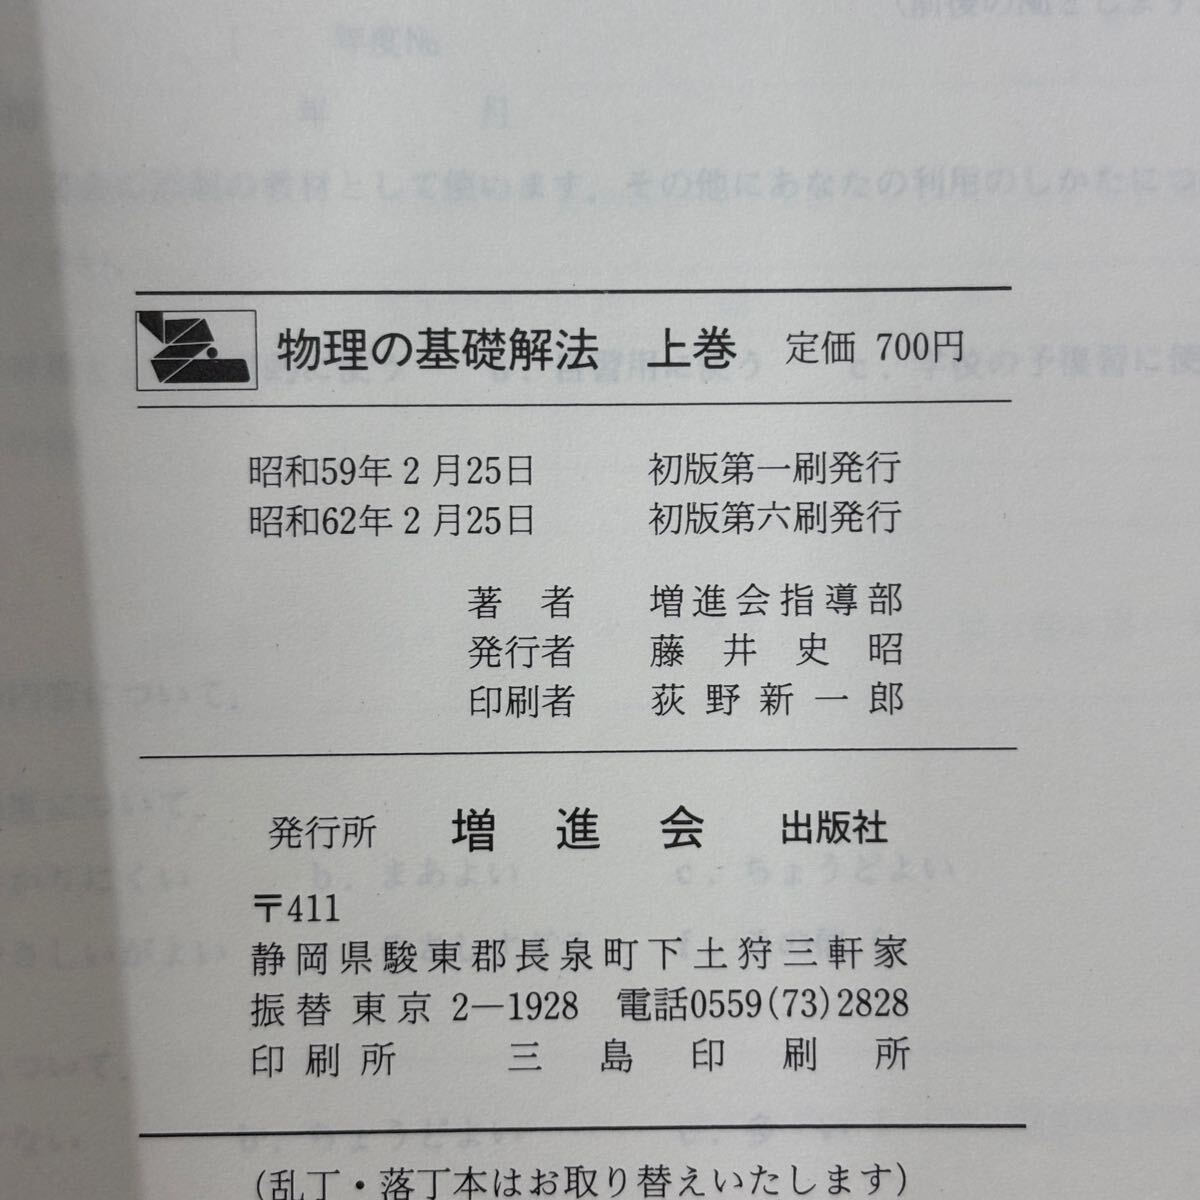 物理の基礎解法 上巻 定価 700円
昭和59年2月25日 初版第一刷発行
昭和62年2月25日 初版第六刷発行
著者 増進会指導部
発行者 藤井史昭
印刷者 荻野新一郎
発行所 増進会 出版社
〒411
静岡県駿東郡長泉町下土狩三軒家
振替 東京 2—1928 電話0559(73)2828
印刷所 三島印刷所
(乱丁・落丁本はお取り替えいたします)